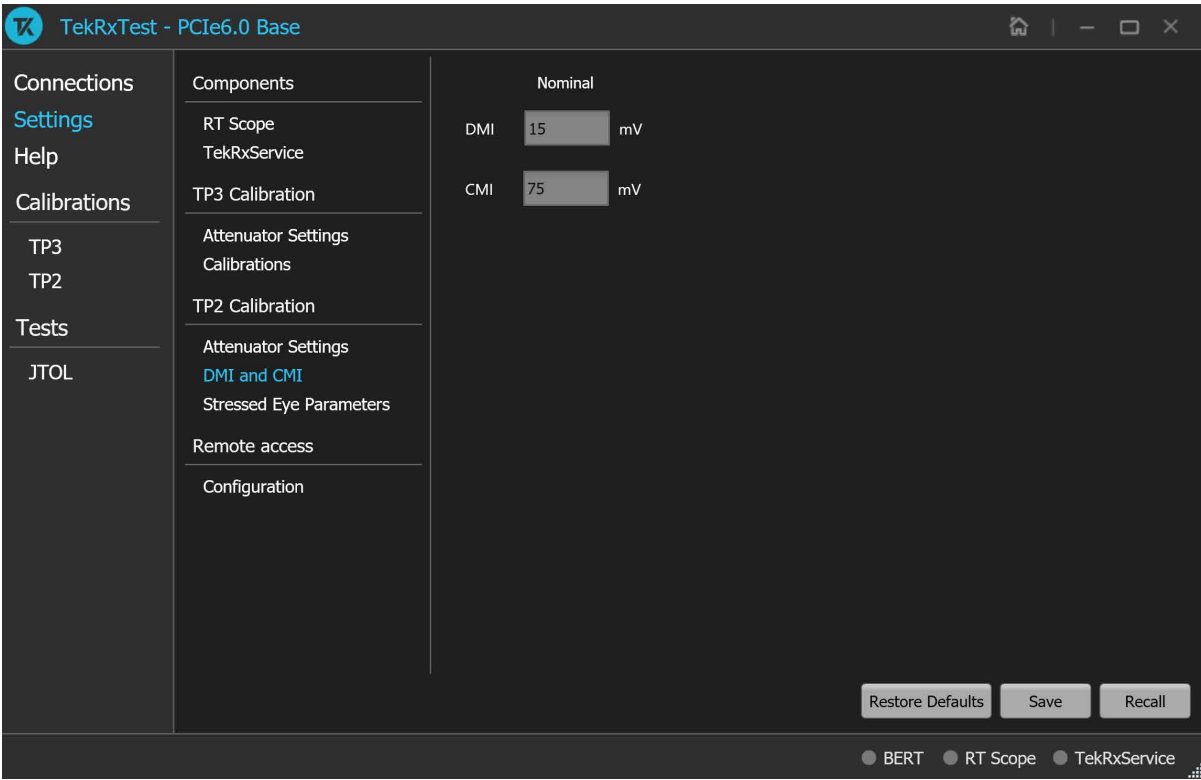 TekRxTest - PCIe6.0 Base
Connections
Settings
Help
Calibrations
TP3
TP2
Tests
JTOL
Components
RT Scope
TekRxService
TP3 Calibration
Attenuator Settings
Calibrations
TP2 Calibration
Attenuator Settings
DMI and CMI
Stressed Eye Parameters
Remote access
Configuration
Nominal
DMI 15 mV
CMI 75 mV
Restore Defaults Save Recall
BERT RT Scope TekRxService